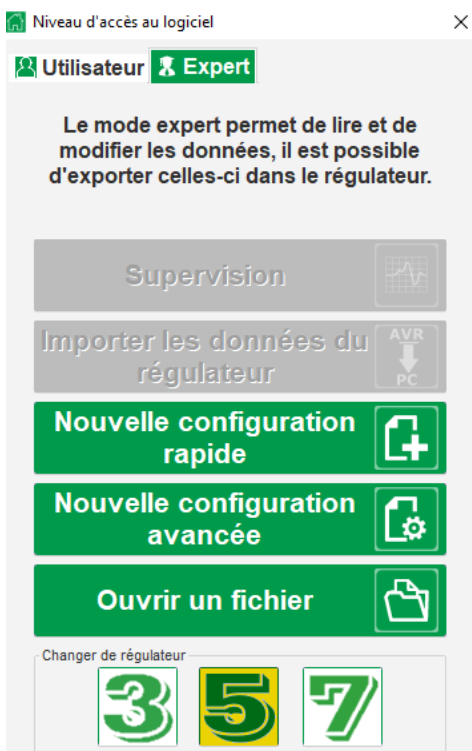 Niveau d'accès au logiciel
Utilisateur Expert
Le mode expert permet de lire et de
modifier les données, il est possible
d'exporter celles-ci dans le régulateur.
Supervision
Importer les données du
régulateur
AVR
PC
Nouvelle configuration
rapide
Nouvelle configuration
avancée
Ouvrir un fichier
Changer de régulateur
3 5 7